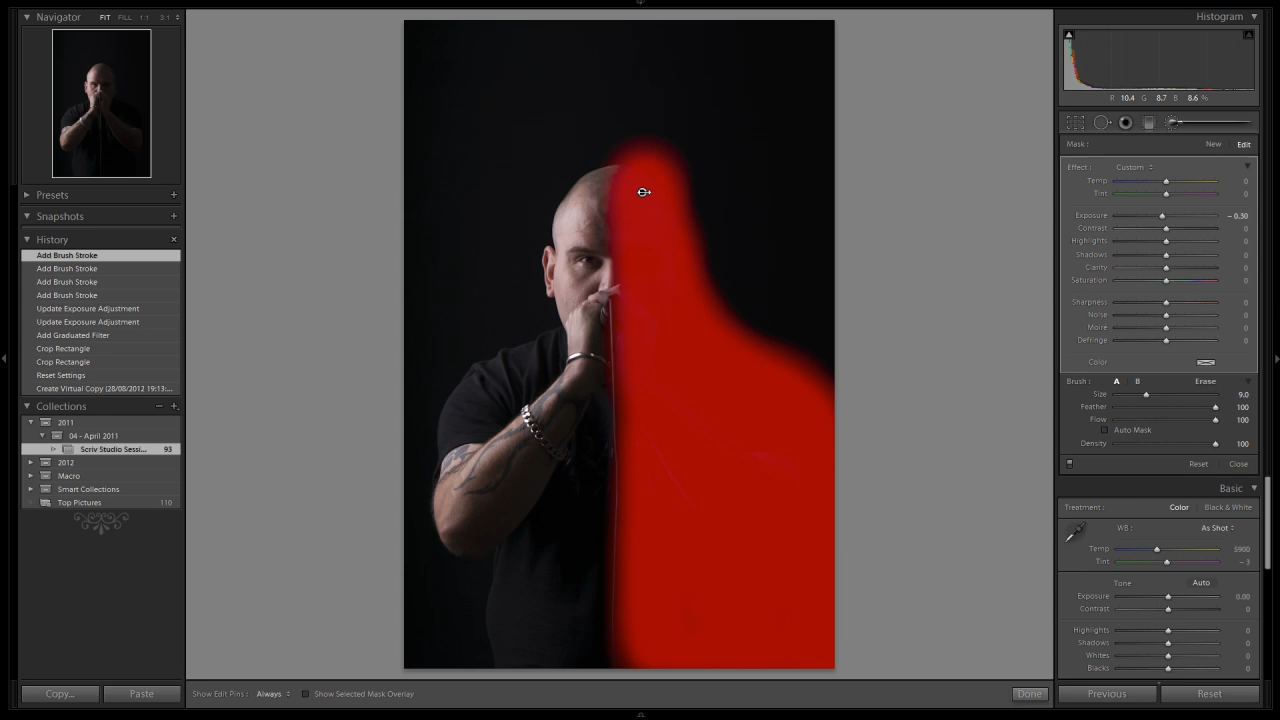 Navigator FIT FILL 1:1 3:1
Presets +
Snapshots +
History ×
Add Brush Stroke
Add Brush Stroke
Add Brush Stroke
Add Brush Stroke
Update Exposure Adjustment
Update Exposure Adjustment
Add Graduated Filter
Crop Rectangle
Crop Rectangle
Reset Settings
Create Virtual Copy (28/08/2012 19:13:...
Collections − +
2011
04 - April 2011
Scriv Studio Sessi... 93
2012
Macro
Smart Collections
Top Pictures 110
Copy... Paste
Show Edit Pins : Always Show Selected Mask Overlay Done
Histogram
R 10.4 G 8.7 B 8.6 %
Mask : New Edit
Effect : Custom
Temp 0
Tint 0
Exposure − 0.30
Contrast 0
Highlights 0
Shadows 0
Clarity 0
Saturation 0
Sharpness 0
Noise 0
Moire 0
Defringe 0
Color
Brush : A B Erase
Size 9.0
Feather 100
Flow 100
Auto Mask
Density 100
Reset Close
Basic
Treatment : Color Black & White
WB : As Shot
Temp 5900
Tint − 3
Tone Auto
Exposure 0.00
Contrast 0
Highlights 0
Shadows 0
Whites 0
Blacks 0
Previous Reset